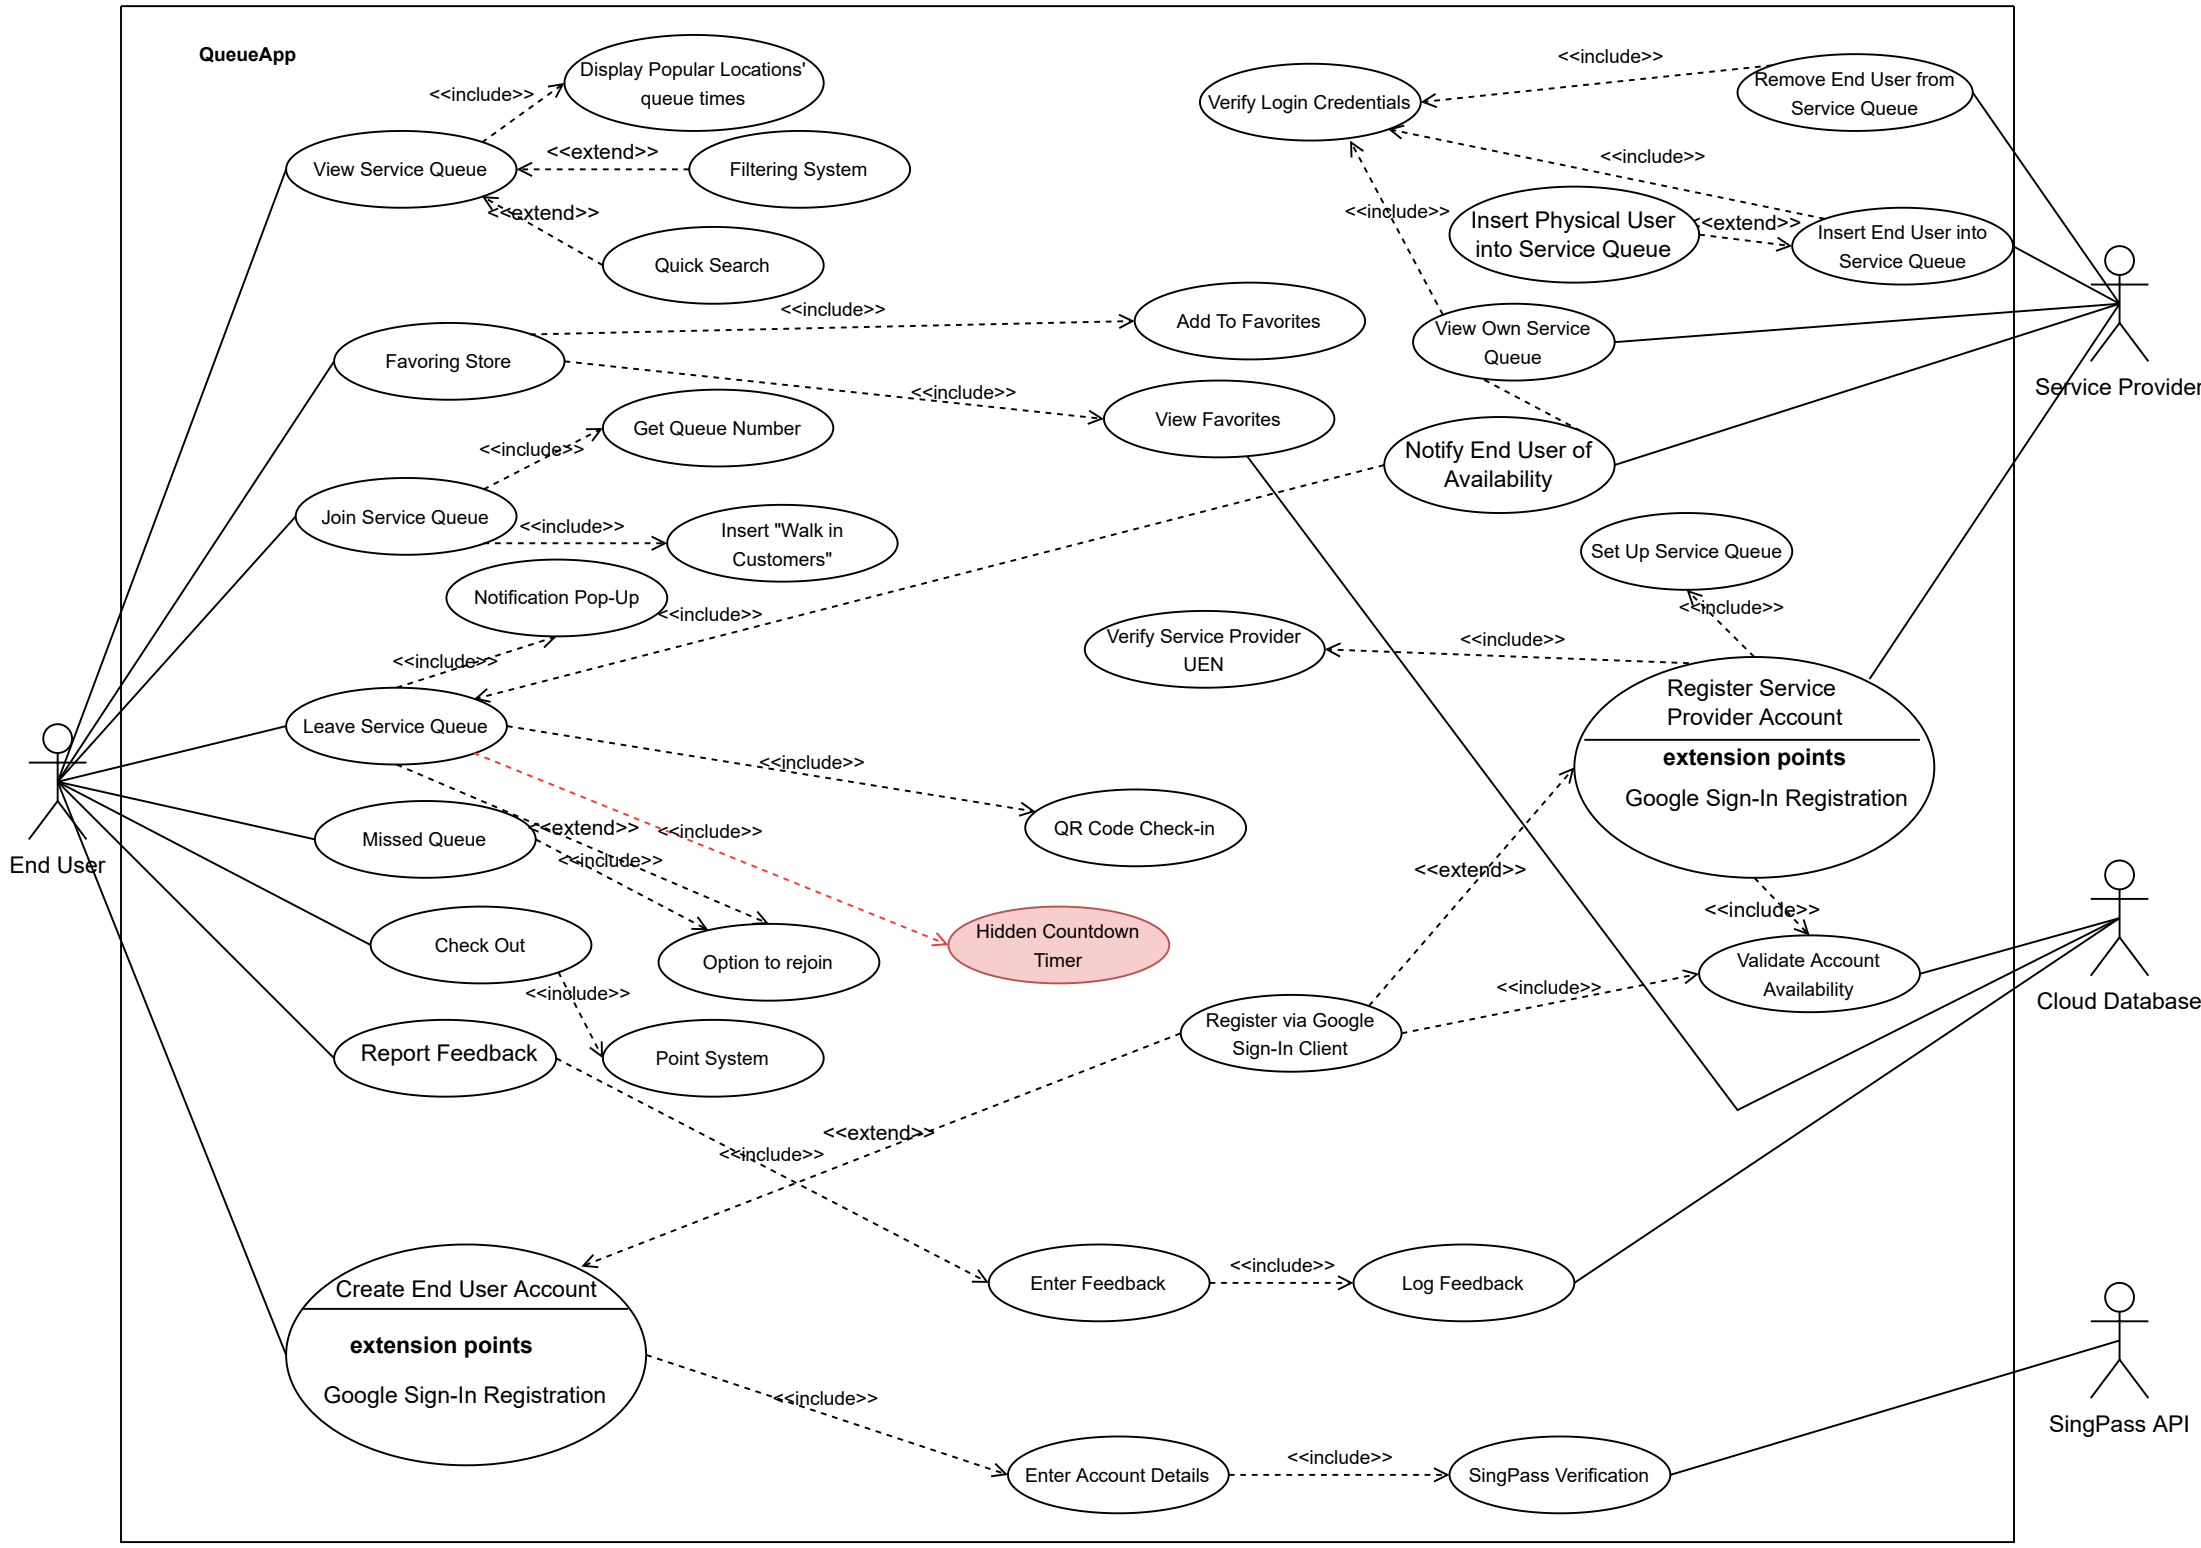 QueueApp
Display Popular Locations'
queue times
<<include>>
View Service Queue
<<extend>>
Filtering System
<<extend>>
Quick Search
<<include>>
Verify Login Credentials
Remove End User from
Service Queue
<<include>>
<<include>>
Insert Physical User
into Service Queue
<<extend>>
Insert End User into
Service Queue
<<include>>
Add To Favorites
View Own Service
Queue
Favoring Store
<<include>>
View Favorites
Service Provider
<<include>>
Get Queue Number
Notify End User of
Availability
Join Service Queue
<<include>>
Insert "Walk in
Customers"
Set Up Service Queue
Notification Pop-Up
<<include>>
<<include>>
<<include>>
Verify Service Provider
UEN
<<include>>
Leave Service Queue
<<include>>
Register Service
Provider Account
extension points
Google Sign-In Registration
End User
Missed Queue
<<extend>>
<<include>>
<<include>>
QR Code Check-in
<<extend>>
<<include>>
Check Out
Option to rejoin
Hidden Countdown
Timer
Validate Account
Availability
<<include>>
<<include>>
Cloud Database
Report Feedback
Point System
Register via Google
Sign-In Client
<<extend>>
<<include>>
Create End User Account
extension points
Google Sign-In Registration
Enter Feedback
<<include>>
Log Feedback
<<include>>
Enter Account Details
<<include>>
SingPass Verification
SingPass API